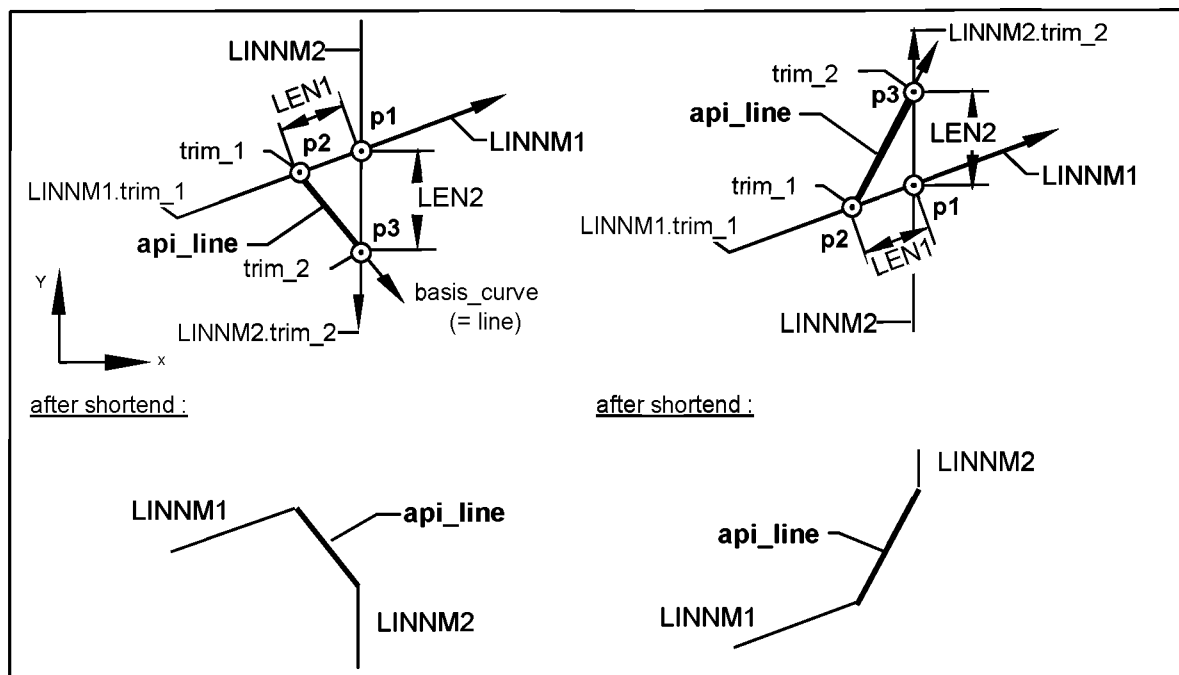 LINNM2
LEN1
p1
p2
trim_1
LINNM1
LINNM1.trim_1
LEN2
api_line
p3
trim_2
basis_curve
(= line)
LINNM2.trim_2
Y
x
LINNM2.trim_2
trim_2
p3
api_line
LEN2
trim_1
LINNM1
p1
LINNM1.trim_1
p2
LEN1
LINNM2
after shortend :
after shortend :
LINNM1
api_line
LINNM2
LINNM2
api_line
LINNM1